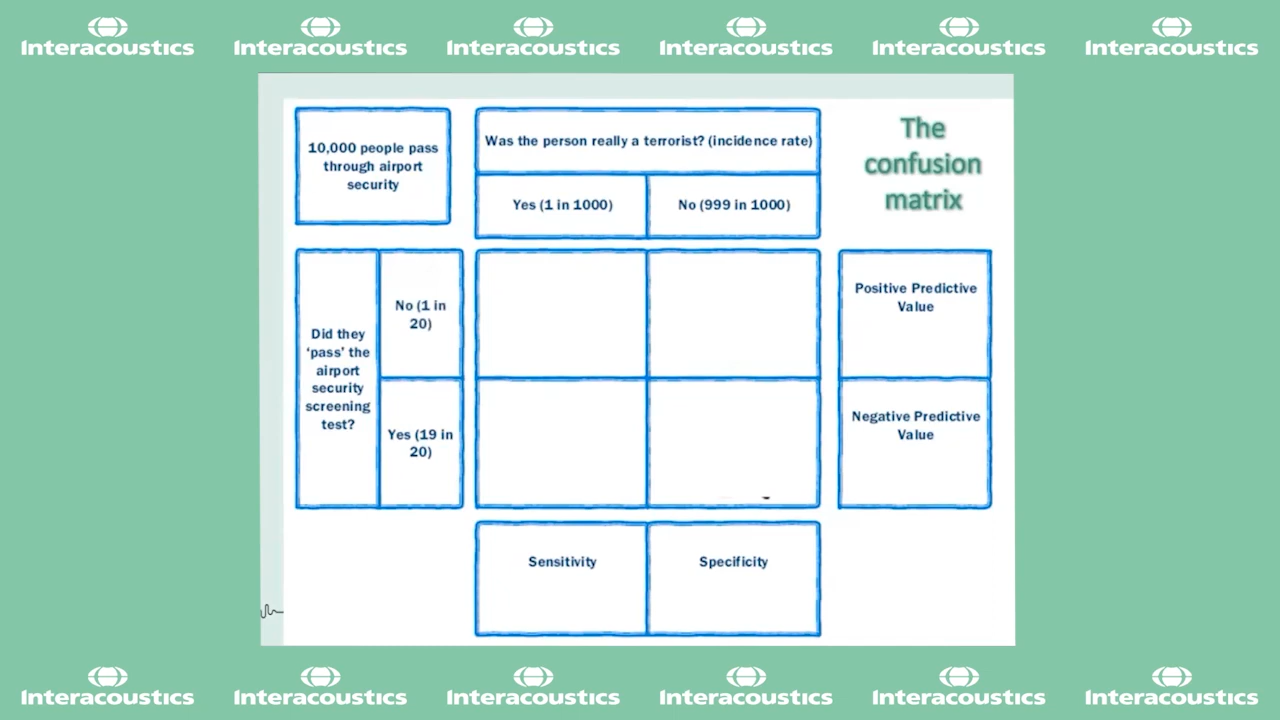 Interacoustics Interacoustics Interacoustics Interacoustics Interacoustics Interacoustics
10,000 people pass
through airport
security
Was the person really a terrorist? (incidence rate)
Yes (1 in 1000)
No (999 in 1000)
The
confusion
matrix
Did they
‘pass’ the
airport
security
screening
test?
No (1 in
20)
Yes (19 in
20)
Positive Predictive
Value
Negative Predictive
Value
Sensitivity
Specificity
Interacoustics Interacoustics Interacoustics Interacoustics Interacoustics Interacoustics